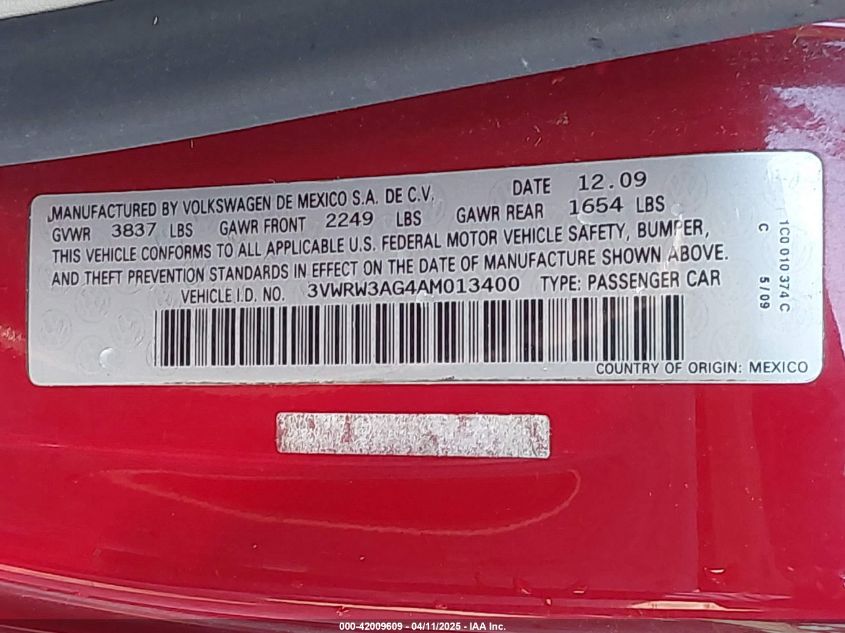 MANUFACTURED BY VOLKSWAGEN DE MEXICO S.A. DE C.V. DATE 12.09
GVWR 3837 LBS GAWR FRONT 2249 LBS GAWR REAR 1654 LBS
THIS VEHICLE CONFORMS TO ALL APPLICABLE U.S. FEDERAL MOTOR VEHICLE SAFETY, BUMPER,
AND THEFT PREVENTION STANDARDS IN EFFECT ON THE DATE OF MANUFACTURE SHOWN ABOVE.
VEHICLE I.D. NO. 3VWRW3AG4AM013400 TYPE: PASSENGER CAR
COUNTRY OF ORIGIN: MEXICO
1C0 010 374 C
C 5/09
000-42009609 - 04/11/2025 - IAA Inc.